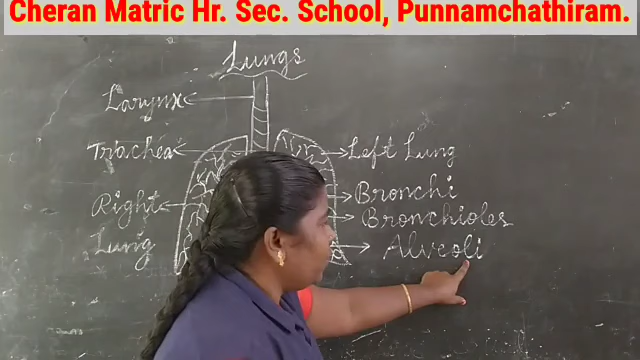 Cheran Matric Hr. Sec. School, Punnamchathiram.
Lungs
Larynx
Trachea
Right
Lung
Left Lung
Bronchi
Bronchioles
Alveoli